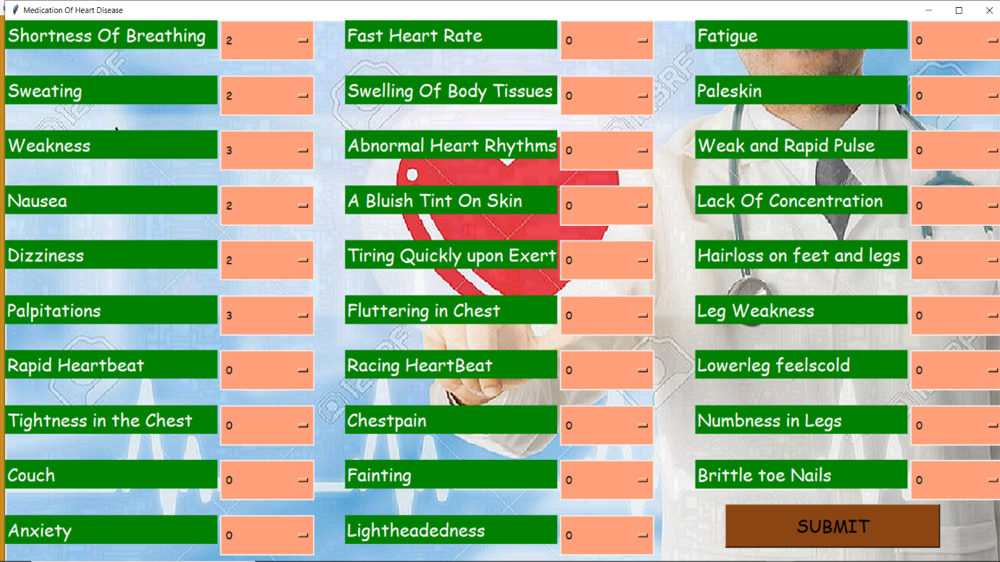 Medication Of Heart Disease
Shortness Of Breathing 2
Sweating 2
Weakness 3
Nausea 2
Dizziness 2
Palpitations 3
Rapid Heartbeat 0
Tightness in the Chest 0
Couch 0
Anxiety 0
Fast Heart Rate 0
Swelling Of Body Tissues 0
Abnormal Heart Rhythms 0
A Bluish Tint On Skin 0
Tiring Quickly upon Exert 0
Fluttering in Chest 0
Racing HeartBeat 0
Chestpain 0
Fainting 0
Lightheadedness 0
Fatigue 0
Paleskin 0
Weak and Rapid Pulse 0
Lack Of Concentration 0
Hairloss on feet and legs 0
Leg Weakness 0
Lowerleg feelscold 0
Numbness in Legs 0
Brittle toe Nails 0
SUBMIT